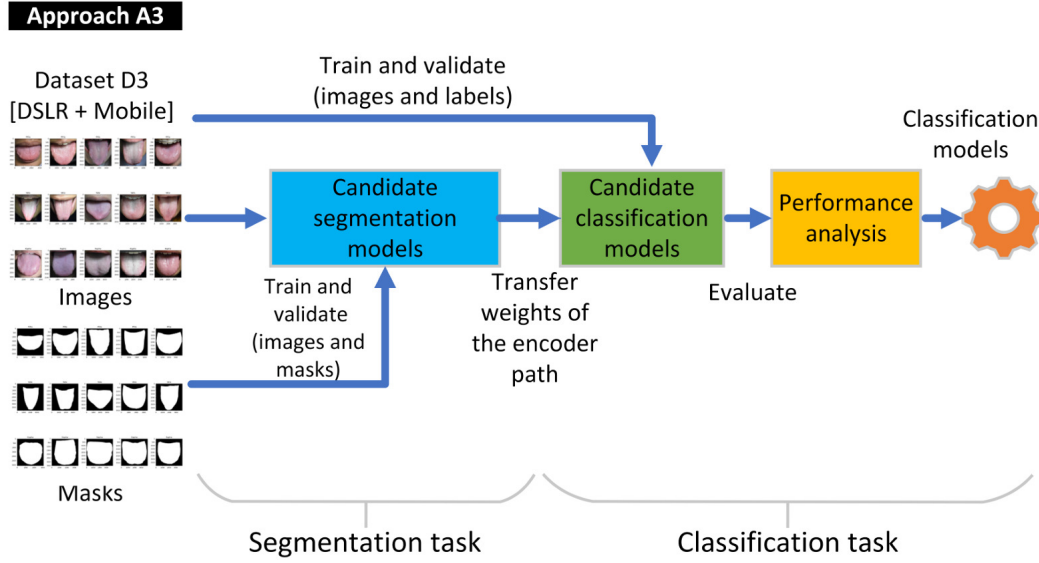 Approach A3
Dataset D3
[DSLR + Mobile]
Images
Masks
Train and validate
(images and labels)
Candidate
segmentation
models
Train and
validate
(images and
masks)
Transfer
weights of
the encoder
path
Candidate
classification
models
Evaluate
Performance
analysis
Classification
models
Segmentation task
Classification task